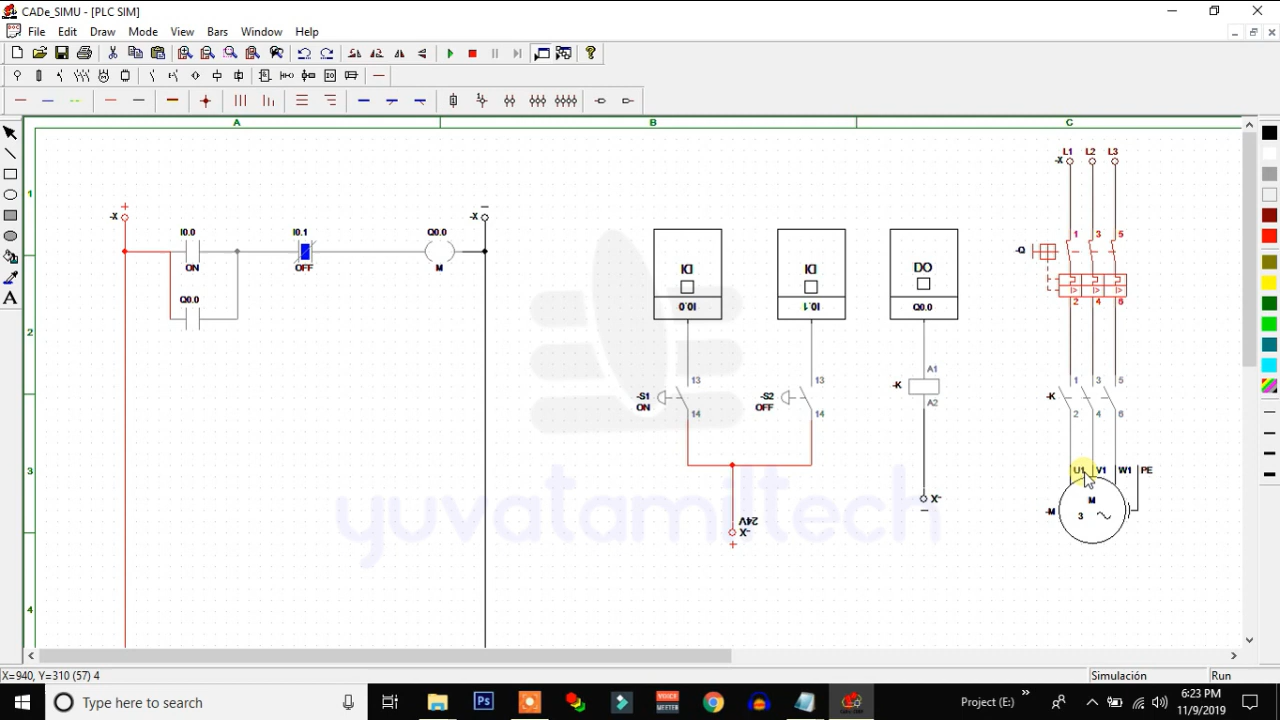 CADe_SIMU - [PLC SIM]
File Edit Draw Mode View Bars Window Help
A B C
1
2
3
4
-X + -X −
I0.0 I0.1 Q0.0
ON OFF M
Q0.0
DI DI DO
I0.0 I0.1 Q0.0
-S1 13
ON 14
-S2 13
OFF 14
-K A1
A2
-X
−
24V
-X
+
L1 L2 L3
-X
1 3 5
-Q
2 4 6
1 3 5
-K
2 4 6
U1 V1 W1 PE
M
-M 3
yuvatamiltech
X=940, Y=310 (57) 4
Simulación Run
Type here to search
Ps
VOICE MEETER
Project (E:)
6:23 PM
11/9/2019